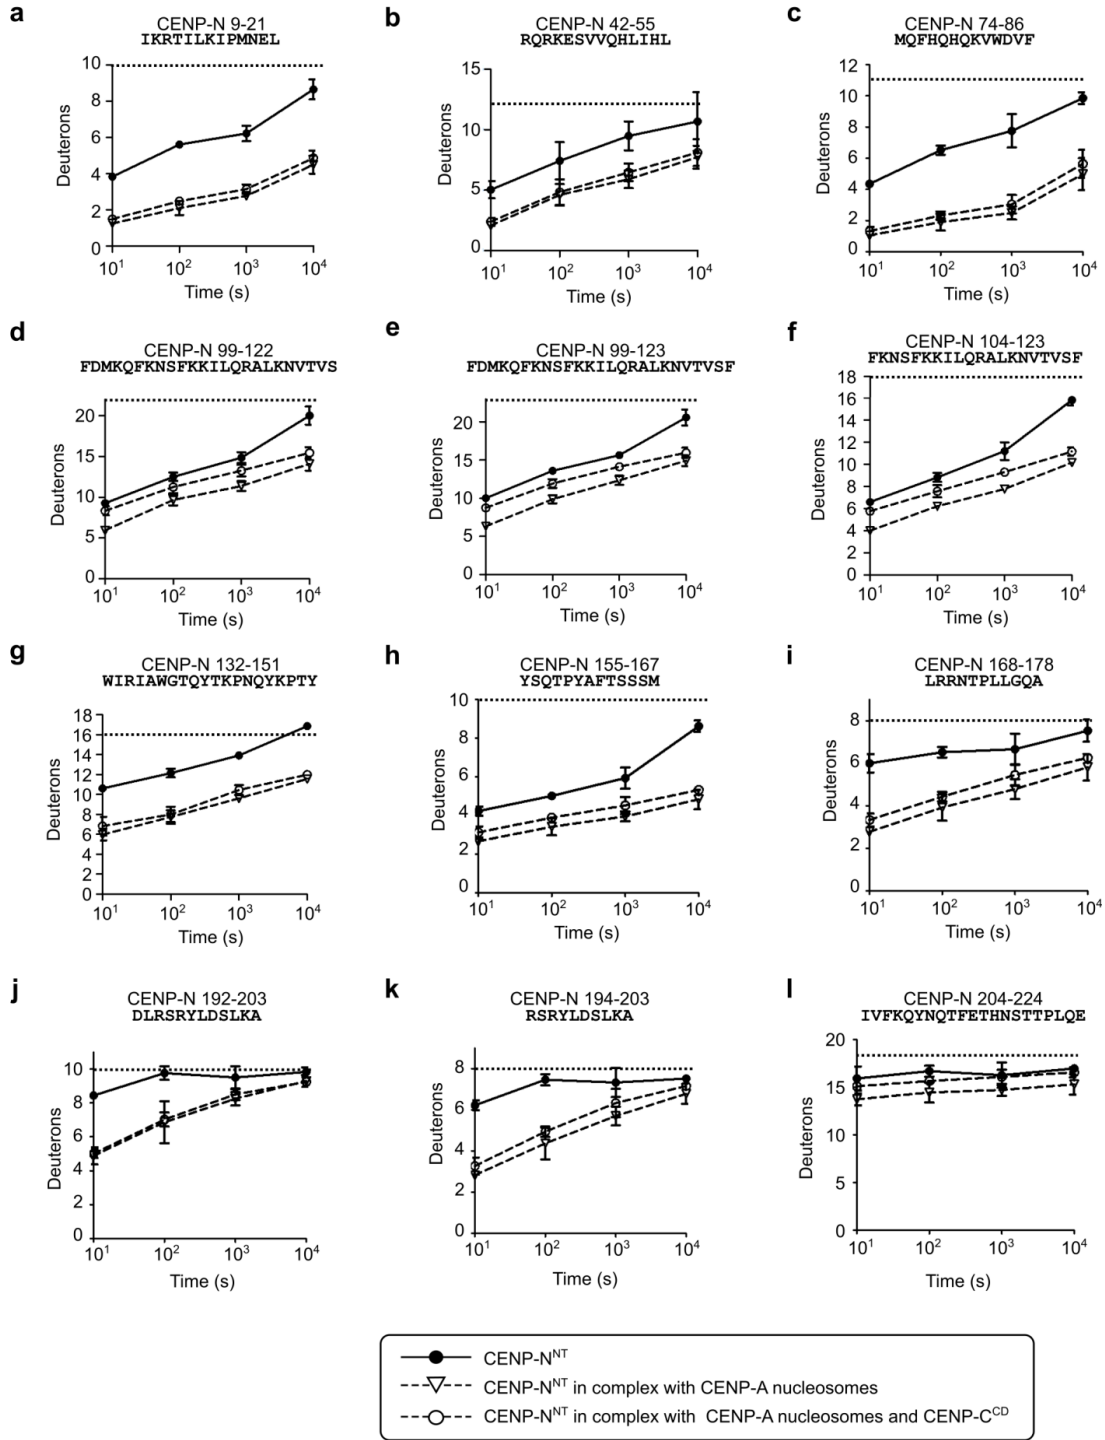 a
CENP-N 9-21
IKRTILKIPMNEL
Deuterons
10
8
6
4
2
0
10¹ 10² 10³ 10⁴
Time (s)
b
CENP-N 42-55
RQRKESVVQHLIHL
Deuterons
15
10
5
0
10¹ 10² 10³ 10⁴
Time (s)
c
CENP-N 74-86
MQFHQHQKVWDVF
Deuterons
12
10
8
6
4
2
0
10¹ 10² 10³ 10⁴
Time (s)
d
CENP-N 99-122
FDMKQFKNSFKKILQRALKNVTVS
Deuterons
20
15
10
5
0
10¹ 10² 10³ 10⁴
Time (s)
e
CENP-N 99-123
FDMKQFKNSFKKILQRALKNVTVSF
Deuterons
20
15
10
5
0
10¹ 10² 10³ 10⁴
Time (s)
f
CENP-N 104-123
FKNSFKKILQRALKNVTVSF
Deuterons
18
16
14
12
10
8
6
4
2
0
10¹ 10² 10³ 10⁴
Time (s)
g
CENP-N 132-151
WIRIAWGTQYTKPNQYKPTY
Deuterons
18
16
14
12
10
8
6
4
2
0
10¹ 10² 10³ 10⁴
Time (s)
h
CENP-N 155-167
YSQTPYAFTSSSM
Deuterons
10
8
6
4
2
0
10¹ 10² 10³ 10⁴
Time (s)
i
CENP-N 168-178
LRRNTPLLGQA
Deuterons
8
6
4
2
0
10¹ 10² 10³ 10⁴
Time (s)
j
CENP-N 192-203
DLRSRYLDSLKA
Deuterons
10
8
6
4
2
0
10¹ 10² 10³ 10⁴
Time (s)
k
CENP-N 194-203
RSRYLDSLKA
Deuterons
8
6
4
2
0
10¹ 10² 10³ 10⁴
Time (s)
l
CENP-N 204-224
IVFKQYNQTFETHNSTTPLQE
Deuterons
20
15
10
5
0
10¹ 10² 10³ 10⁴
Time (s)
CENP-Nᴺᵀ
CENP-Nᴺᵀ in complex with CENP-A nucleosomes
CENP-Nᴺᵀ in complex with CENP-A nucleosomes and CENP-Cᶜᴰ